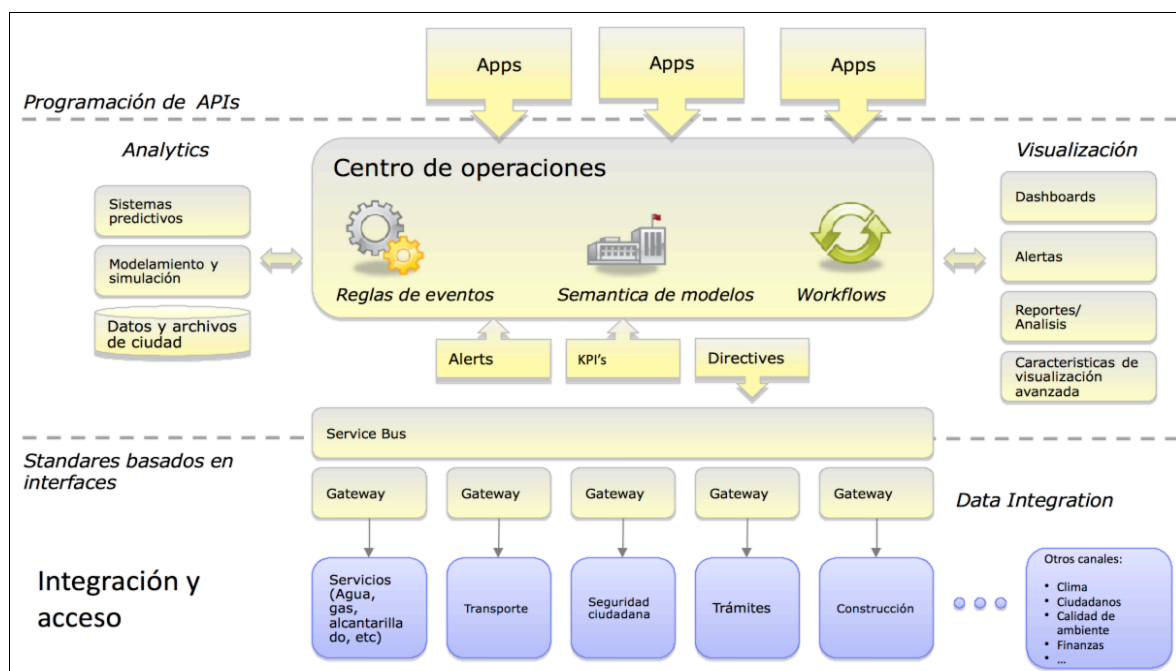 Apps
Apps
Apps
Programación de APIs
Analytics
Sistemas
predictivos
Modelamiento y
simulación
Datos y archivos
de ciudad
Centro de operaciones
Reglas de eventos
Semantica de modelos
Workflows
Visualización
Dashboards
Alertas
Reportes/
Analisis
Caracteristicas de
visualización
avanzada
Alerts
KPI's
Directives
Service Bus
Standares basados en
interfaces
Gateway
Gateway
Gateway
Gateway
Gateway
Data Integration
Integración y
acceso
Servicios
(Agua,
gas,
alcantarilla
do, etc)
Transporte
Seguridad
ciudadana
Trámites
Construcción
Otros canales:
• Clima
• Ciudadanos
• Calidad de
ambiente
• Finanzas
• ...